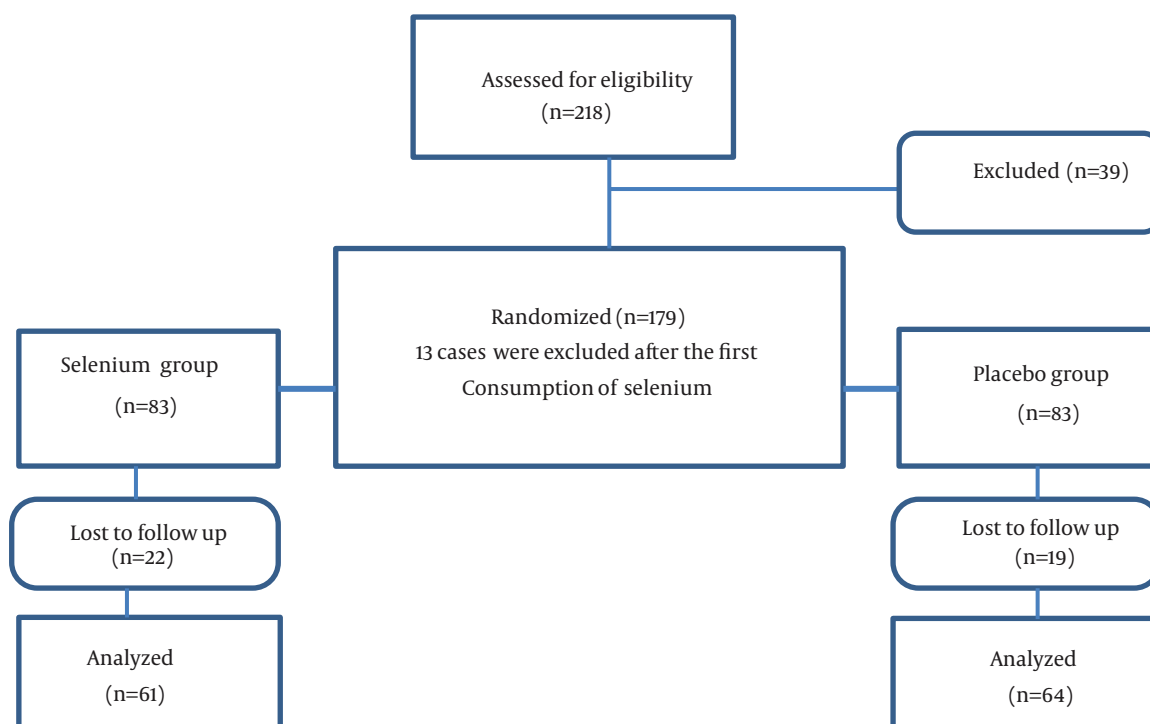 Assessed for eligibility
(n=218)
Excluded (n=39)
Randomized (n=179)
13 cases were excluded after the first
Consumption of selenium
Selenium group
(n=83)
Placebo group
(n=83)
Lost to follow up
(n=22)
Lost to follow up
(n=19)
Analyzed
(n=61)
Analyzed
(n=64)